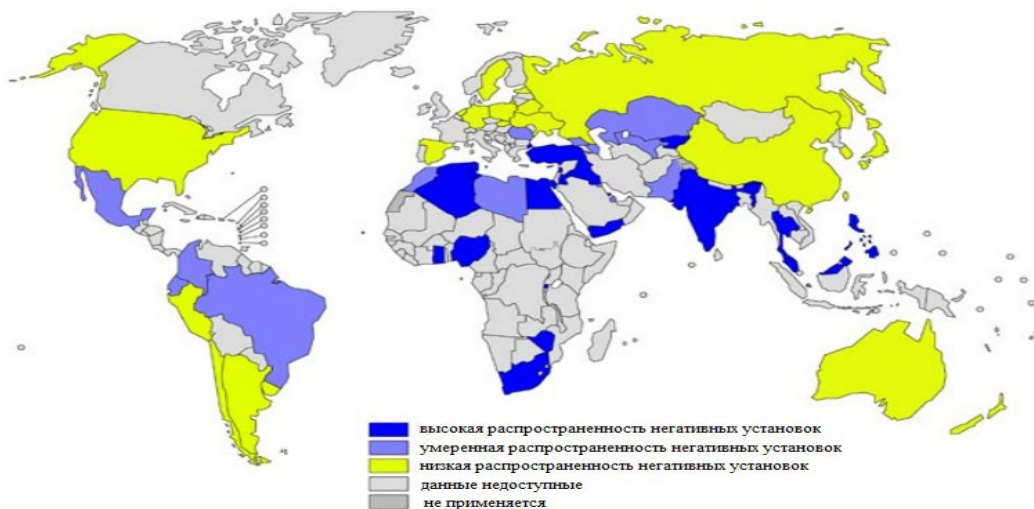 высокая распространенность негативных установок
умеренная распространенность негативных установок
низкая распространенность негативных установок
данные недоступные
не применяется